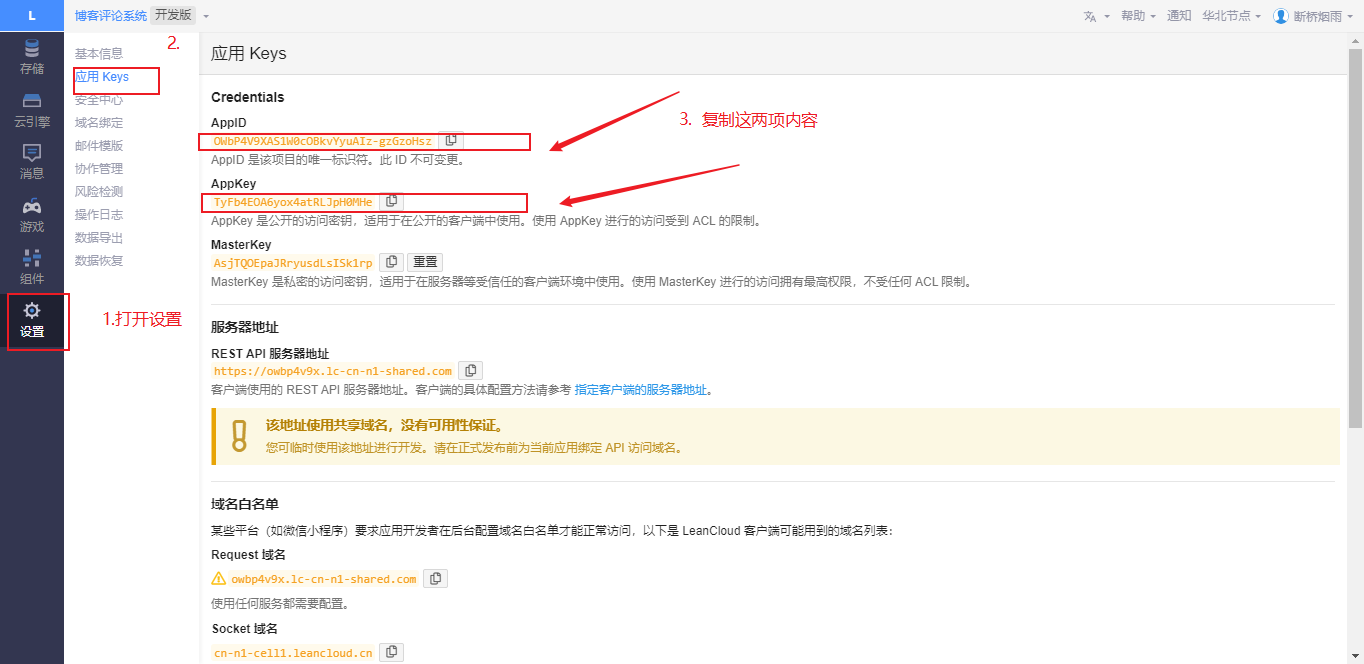 L
博客评论系统 开发版
帮助
通知
华北节点
断桥烟雨
存储
云引擎
消息
游戏
组件
设置
1.打开设置
2.
基本信息
应用 Keys
安全中心
域名绑定
邮件模版
协作管理
风险检测
操作日志
数据导出
数据恢复
应用 Keys
Credentials
AppID
OWbP4V9XAS1W0cOBkvYyuAIz-gzGzoHsz
AppID 是该项目的唯一标识符。此 ID 不可变更。
3. 复制这两项内容
AppKey
TyFb4EOA6yox4atRLJpH0MHe
AppKey 是公开的访问密钥，适用于在公开的客户端中使用。使用 AppKey 进行的访问受到 ACL 的限制。
MasterKey
AsjTQOEpaJRryusdLsISk1rp 重置
MasterKey 是私密的访问密钥，适用于在服务器等受信任的客户端环境中使用。使用 MasterKey 进行的访问拥有最高权限，不受任何 ACL 限制。
服务器地址
REST API 服务器地址
https://owbp4v9x.lc-cn-n1-shared.com
客户端使用的 REST API 服务器地址。客户端的具体配置方法请参考 指定客户端的服务器地址。
该地址使用共享域名，没有可用性保证。
您可临时使用该地址进行开发。请在正式发布前为当前应用绑定 API 访问域名。
域名白名单
某些平台（如微信小程序）要求应用开发者在后台配置域名白名单才能正常访问，以下是 LeanCloud 客户端可能用到的域名列表：
Request 域名
owbp4v9x.lc-cn-n1-shared.com
使用任何服务都需要配置。
Socket 域名
cn-n1-cell1.leancloud.cn